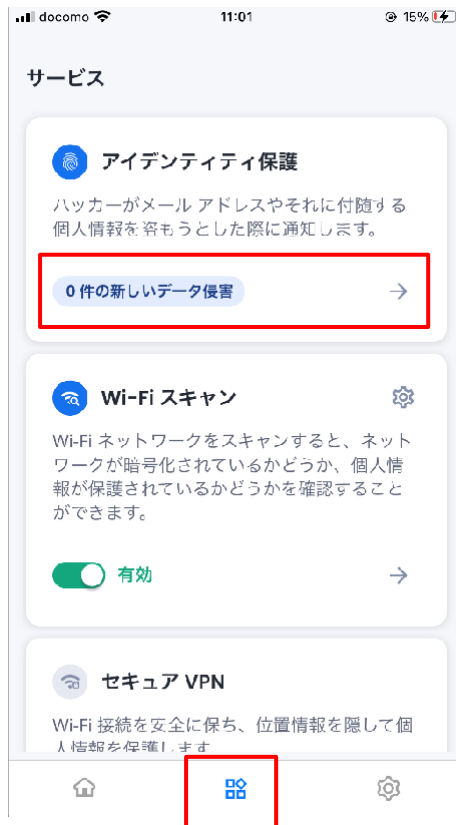 docomo 11:01 15%
サービス
アイデンティティ保護
ハッカーがメール アドレスやそれに付随する
個人情報を盗もうとした際に通知します。
0 件の新しいデータ侵害
Wi-Fi スキャン
Wi-Fi ネットワークをスキャンすると、ネット
ワークが暗号化されているかどうか、個人情
報が保護されているかどうかを確認すること
ができます。
有効
セキュア VPN
Wi-Fi 接続を安全に保ち、位置情報を隠して個
人情報を保護します